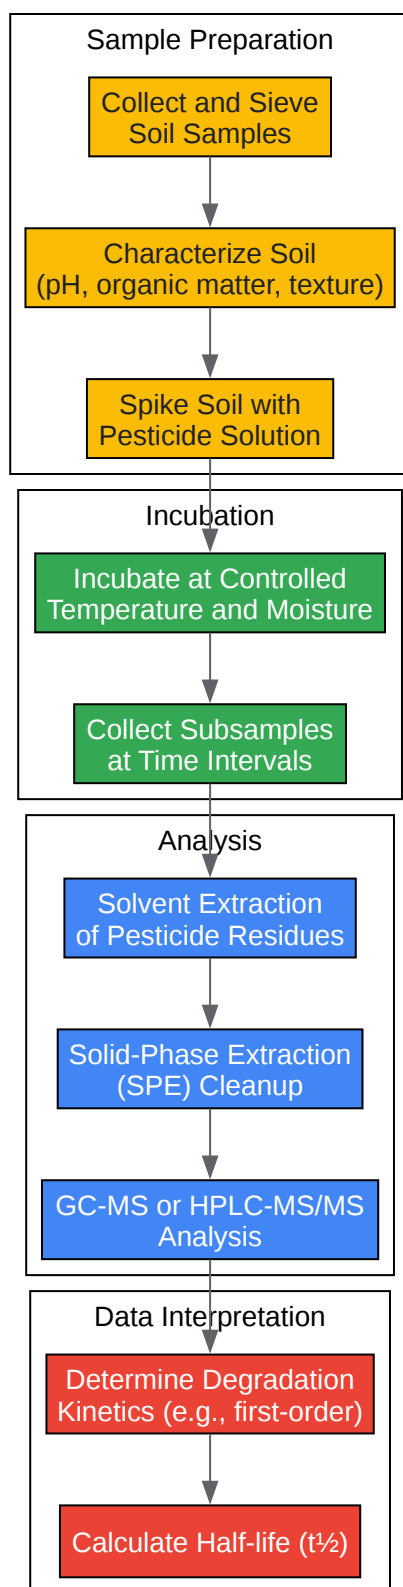 Sample Preparation
Collect and Sieve
Soil Samples
Characterize Soil
(pH, organic matter, texture)
Spike Soil with
Pesticide Solution
Incubation
Incubate at Controlled
Temperature and Moisture
Collect Subsamples
at Time Intervals
Analysis
Solvent Extraction
of Pesticide Residues
Solid-Phase Extraction
(SPE) Cleanup
GC-MS or HPLC-MS/MS
Analysis
Data Interpretation
Determine Degradation
Kinetics (e.g., first-order)
Calculate Half-life (t½)